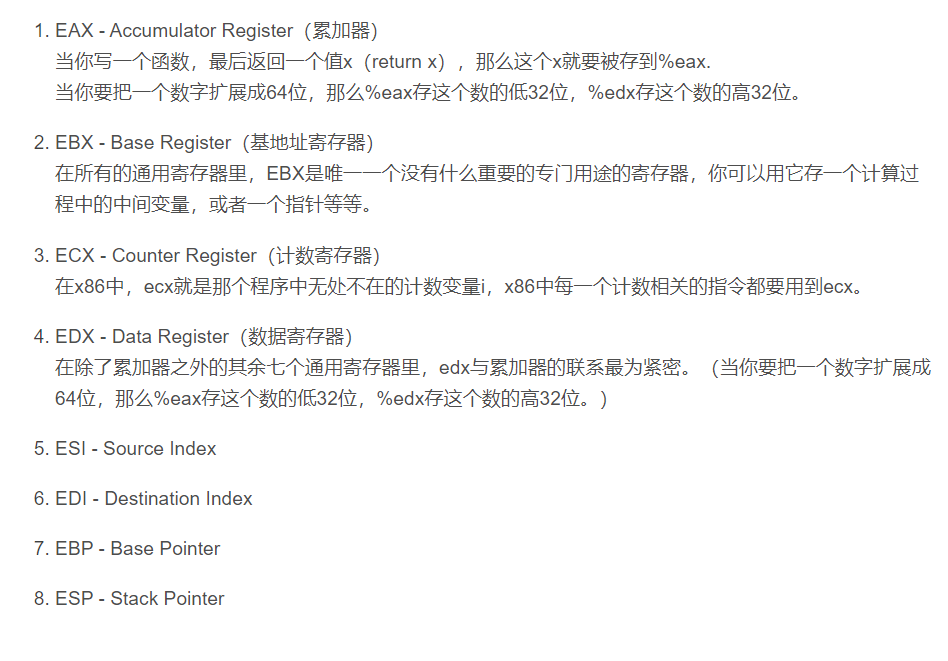 1. EAX - Accumulator Register（累加器）
当你写一个函数，最后返回一个值x（return x），那么这个x就要被存到%eax.
当你要把一个数字扩展成64位，那么%eax存这个数的低32位，%edx存这个数的高32位。
2. EBX - Base Register（基地址寄存器）
在所有的通用寄存器里，EBX是唯一一个没有什么重要的专门用途的寄存器，你可以用它存一个计算过
程中的中间变量，或者一个指针等等。
3. ECX - Counter Register（计数寄存器）
在x86中，ecx就是那个程序中无处不在的计数变量i，x86中每一个计数相关的指令都要用到ecx。
4. EDX - Data Register（数据寄存器）
在除了累加器之外的其余七个通用寄存器里，edx与累加器的联系最为紧密。（当你要把一个数字扩展成
64位，那么%eax存这个数的低32位，%edx存这个数的高32位。）
5. ESI - Source Index
6. EDI - Destination Index
7. EBP - Base Pointer
8. ESP - Stack Pointer